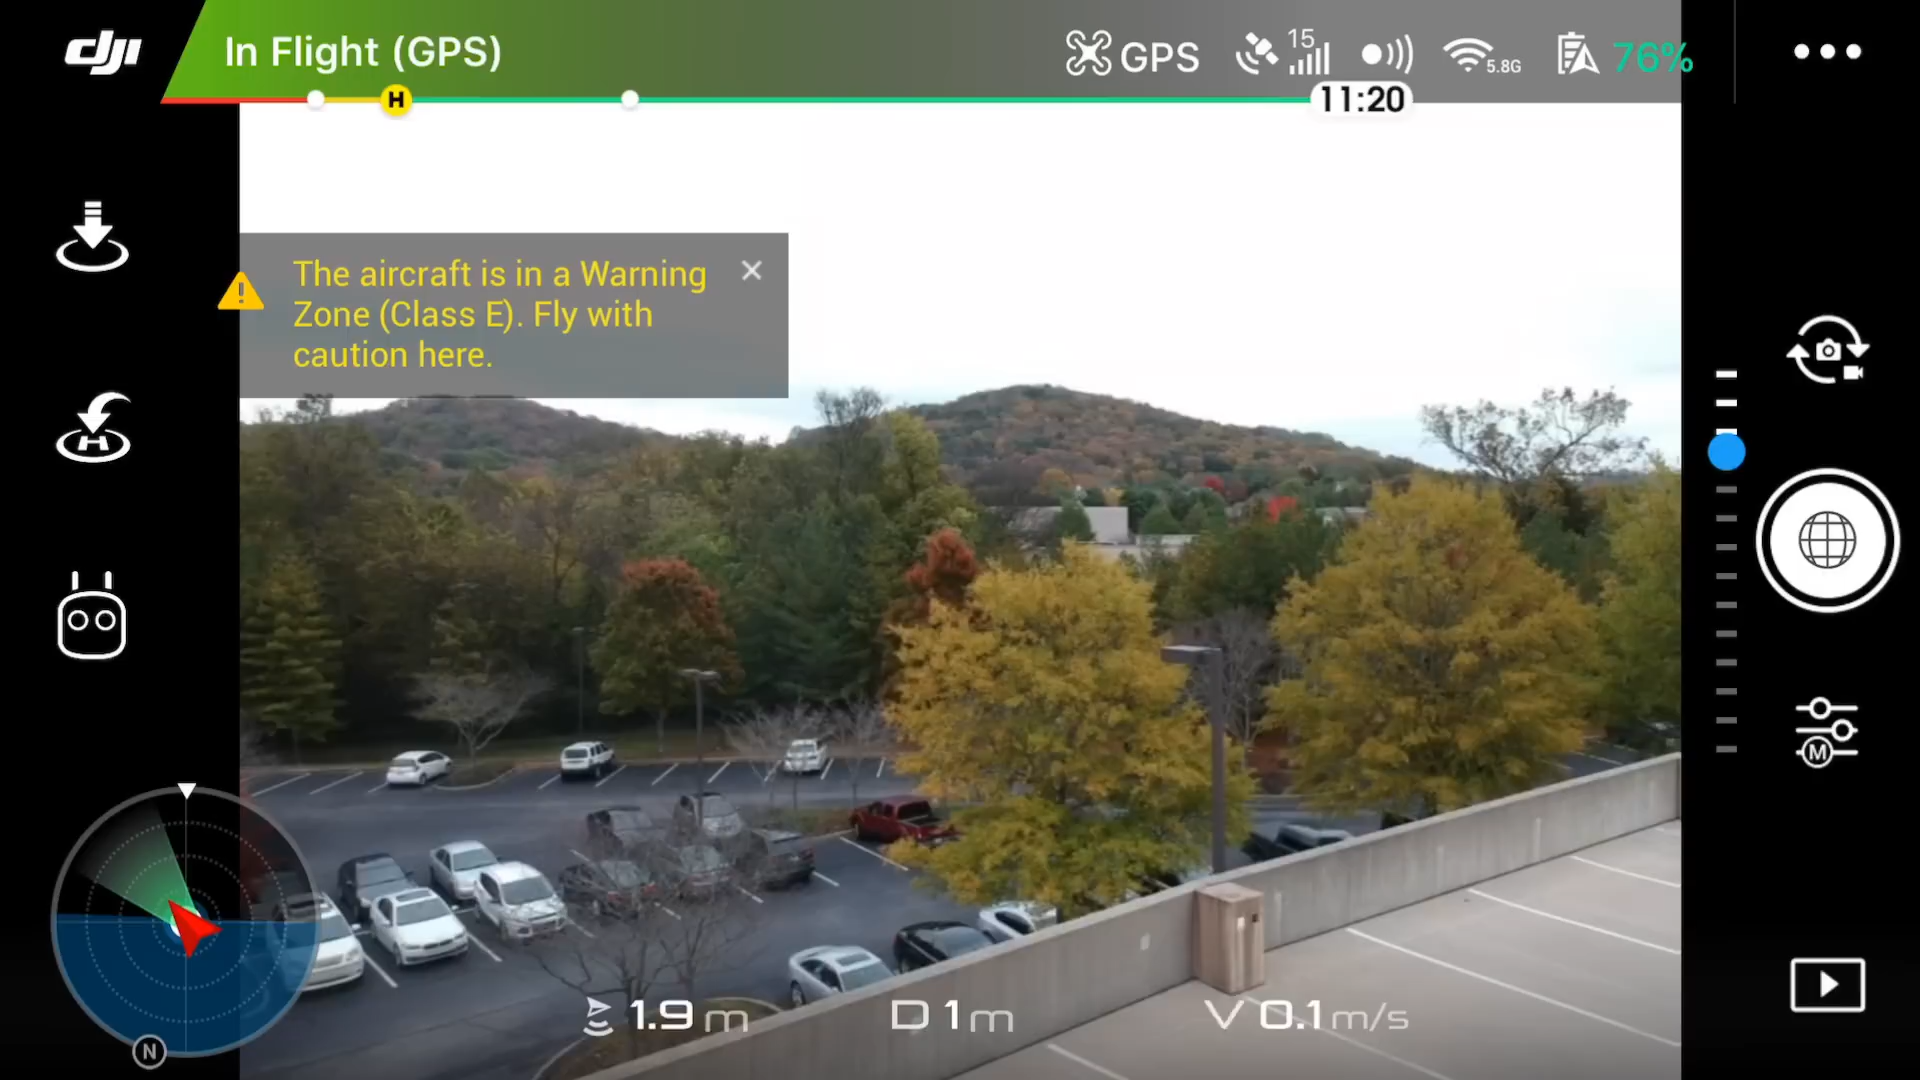 dji
In Flight (GPS)
GPS
15
5.8G
76%
H
11:20
The aircraft is in a Warning
Zone (Class E). Fly with
caution here.
H
M
N
1.9 m
D 1 m
V 0.1 m/s